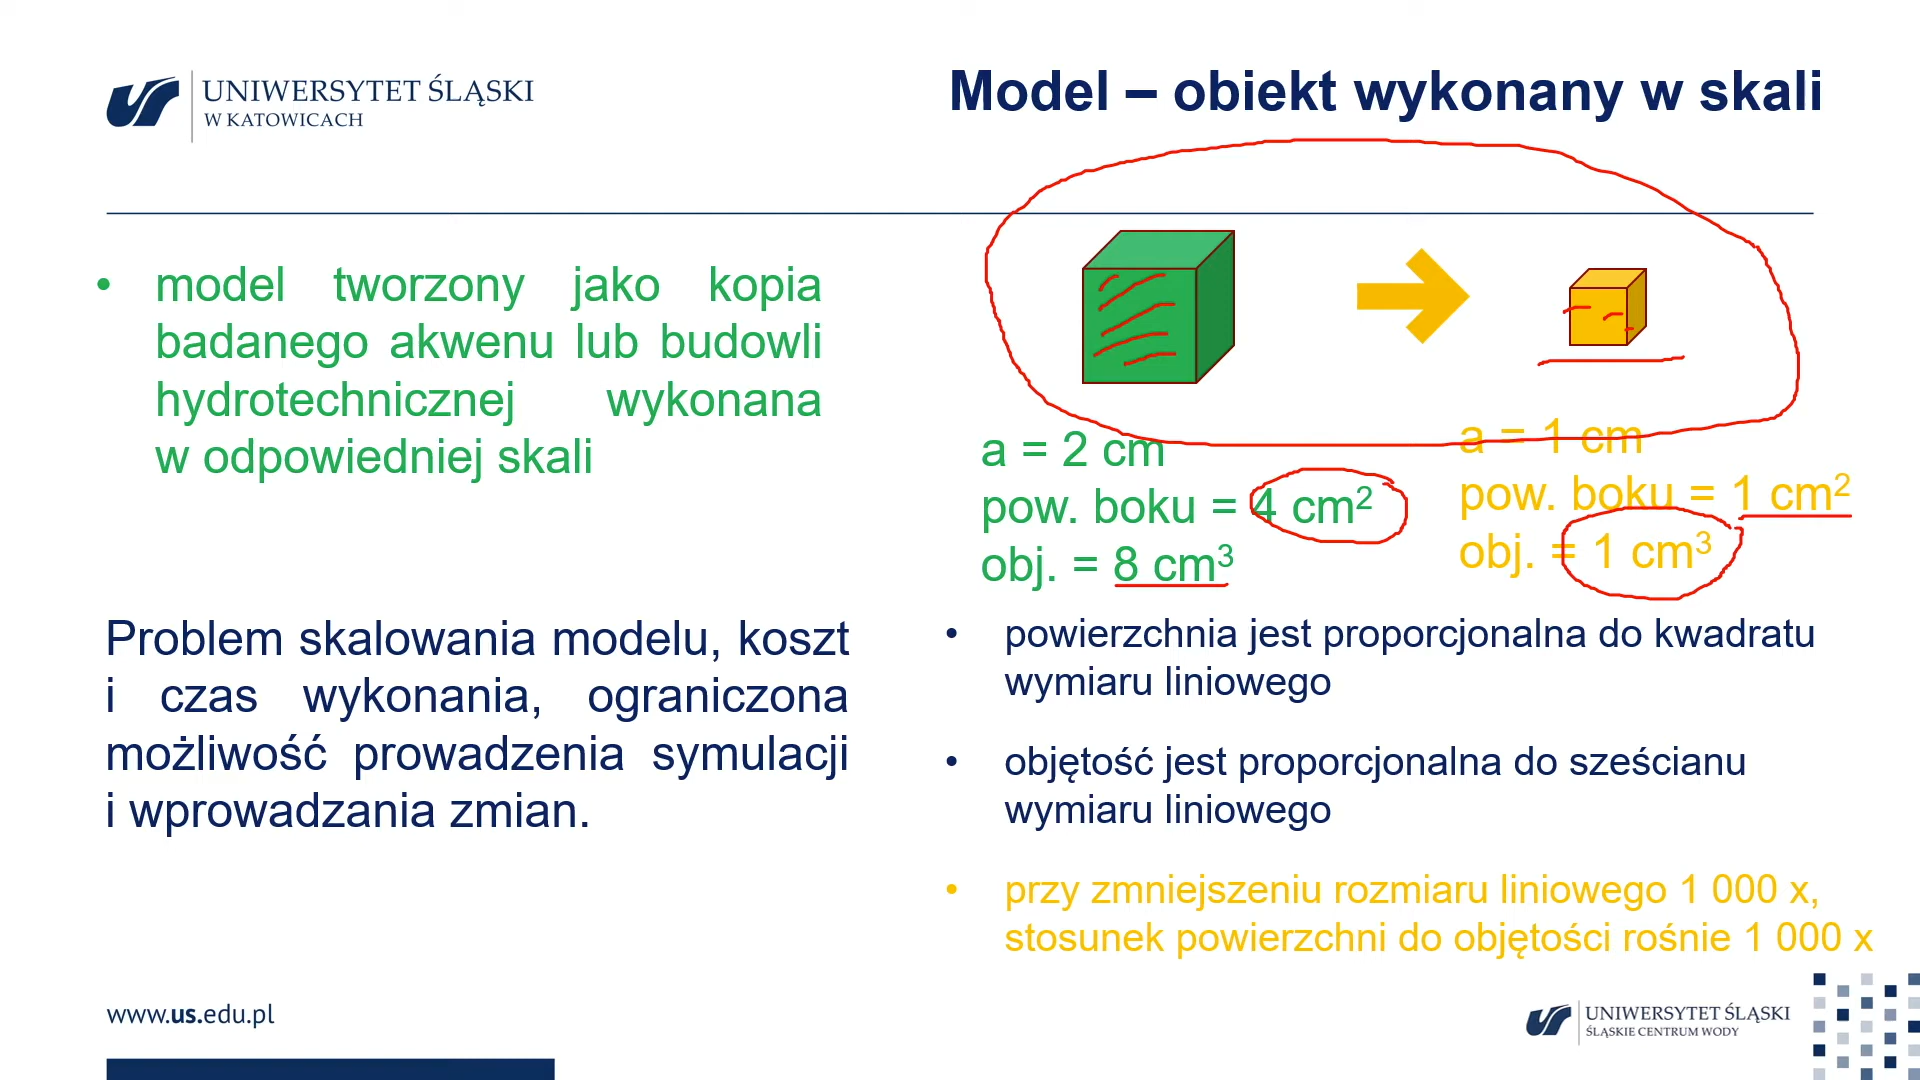 UNIWERSYTET ŚLĄSKI
W KATOWICACH
Model – obiekt wykonany w skali
• model tworzony jako kopia
badanego akwenu lub budowli
hydrotechnicznej wykonana
w odpowiedniej skali
Problem skalowania modelu, koszt
i czas wykonania, ograniczona
możliwość prowadzenia symulacji
i wprowadzania zmian.
a = 2 cm
pow. boku = 4 cm²
obj. = 8 cm³
a = 1 cm
pow. boku = 1 cm²
obj. = 1 cm³
• powierzchnia jest proporcjonalna do kwadratu
wymiaru liniowego
• objętość jest proporcjonalna do sześcianu
wymiaru liniowego
• przy zmniejszeniu rozmiaru liniowego 1 000 x,
stosunek powierzchni do objętości rośnie 1 000 x
www.us.edu.pl
UNIWERSYTET ŚLĄSKI
ŚLĄSKIE CENTRUM WODY